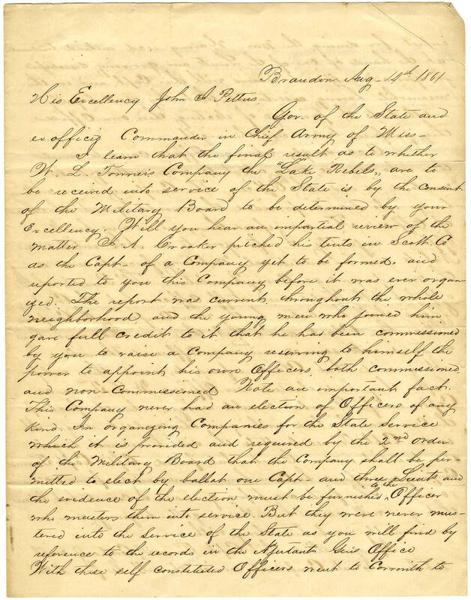 Brandon Aug 14th 1861
His Excellency John J Pettus
Gov. of the State and
ex officio Commander in Chief Army of Miss—
I learn that the final result as to whether
W. L. Company the "Lake Rebels", are to
be received into service of the State is by the Consent
of the Military Board to be determined by your
Excellency. Will you hear an impartial review of the
matter pitched his tents in Scott Co
as the Capt. of a Company yet to be formed, and
reported to you this Company before it was ever organ
yed. The report was current throughout the whole
neighborhood and the young men who joined him
gave full credit to it that he has been commissioned
by you to raise a Company reserving to himself the
power to appoint his own Officers, both commissioned
and non-Commissioned Note an important fact.
This Company never had an election of Officers of any
kind. In organyeing Companies for the State Service
which it is provided and required by the 2nd Order
of the Military Board that the Company shall be per
mitted to elect by ballot one Capt. and three Lieuts and
the evidence of the election must be furnished the Officer
who musters them into service. But they were never mus-
tered into the service of the State as you will find by
reference to the records in the Adjutant Genls Office
With these self constituted Officers went to Corinth to